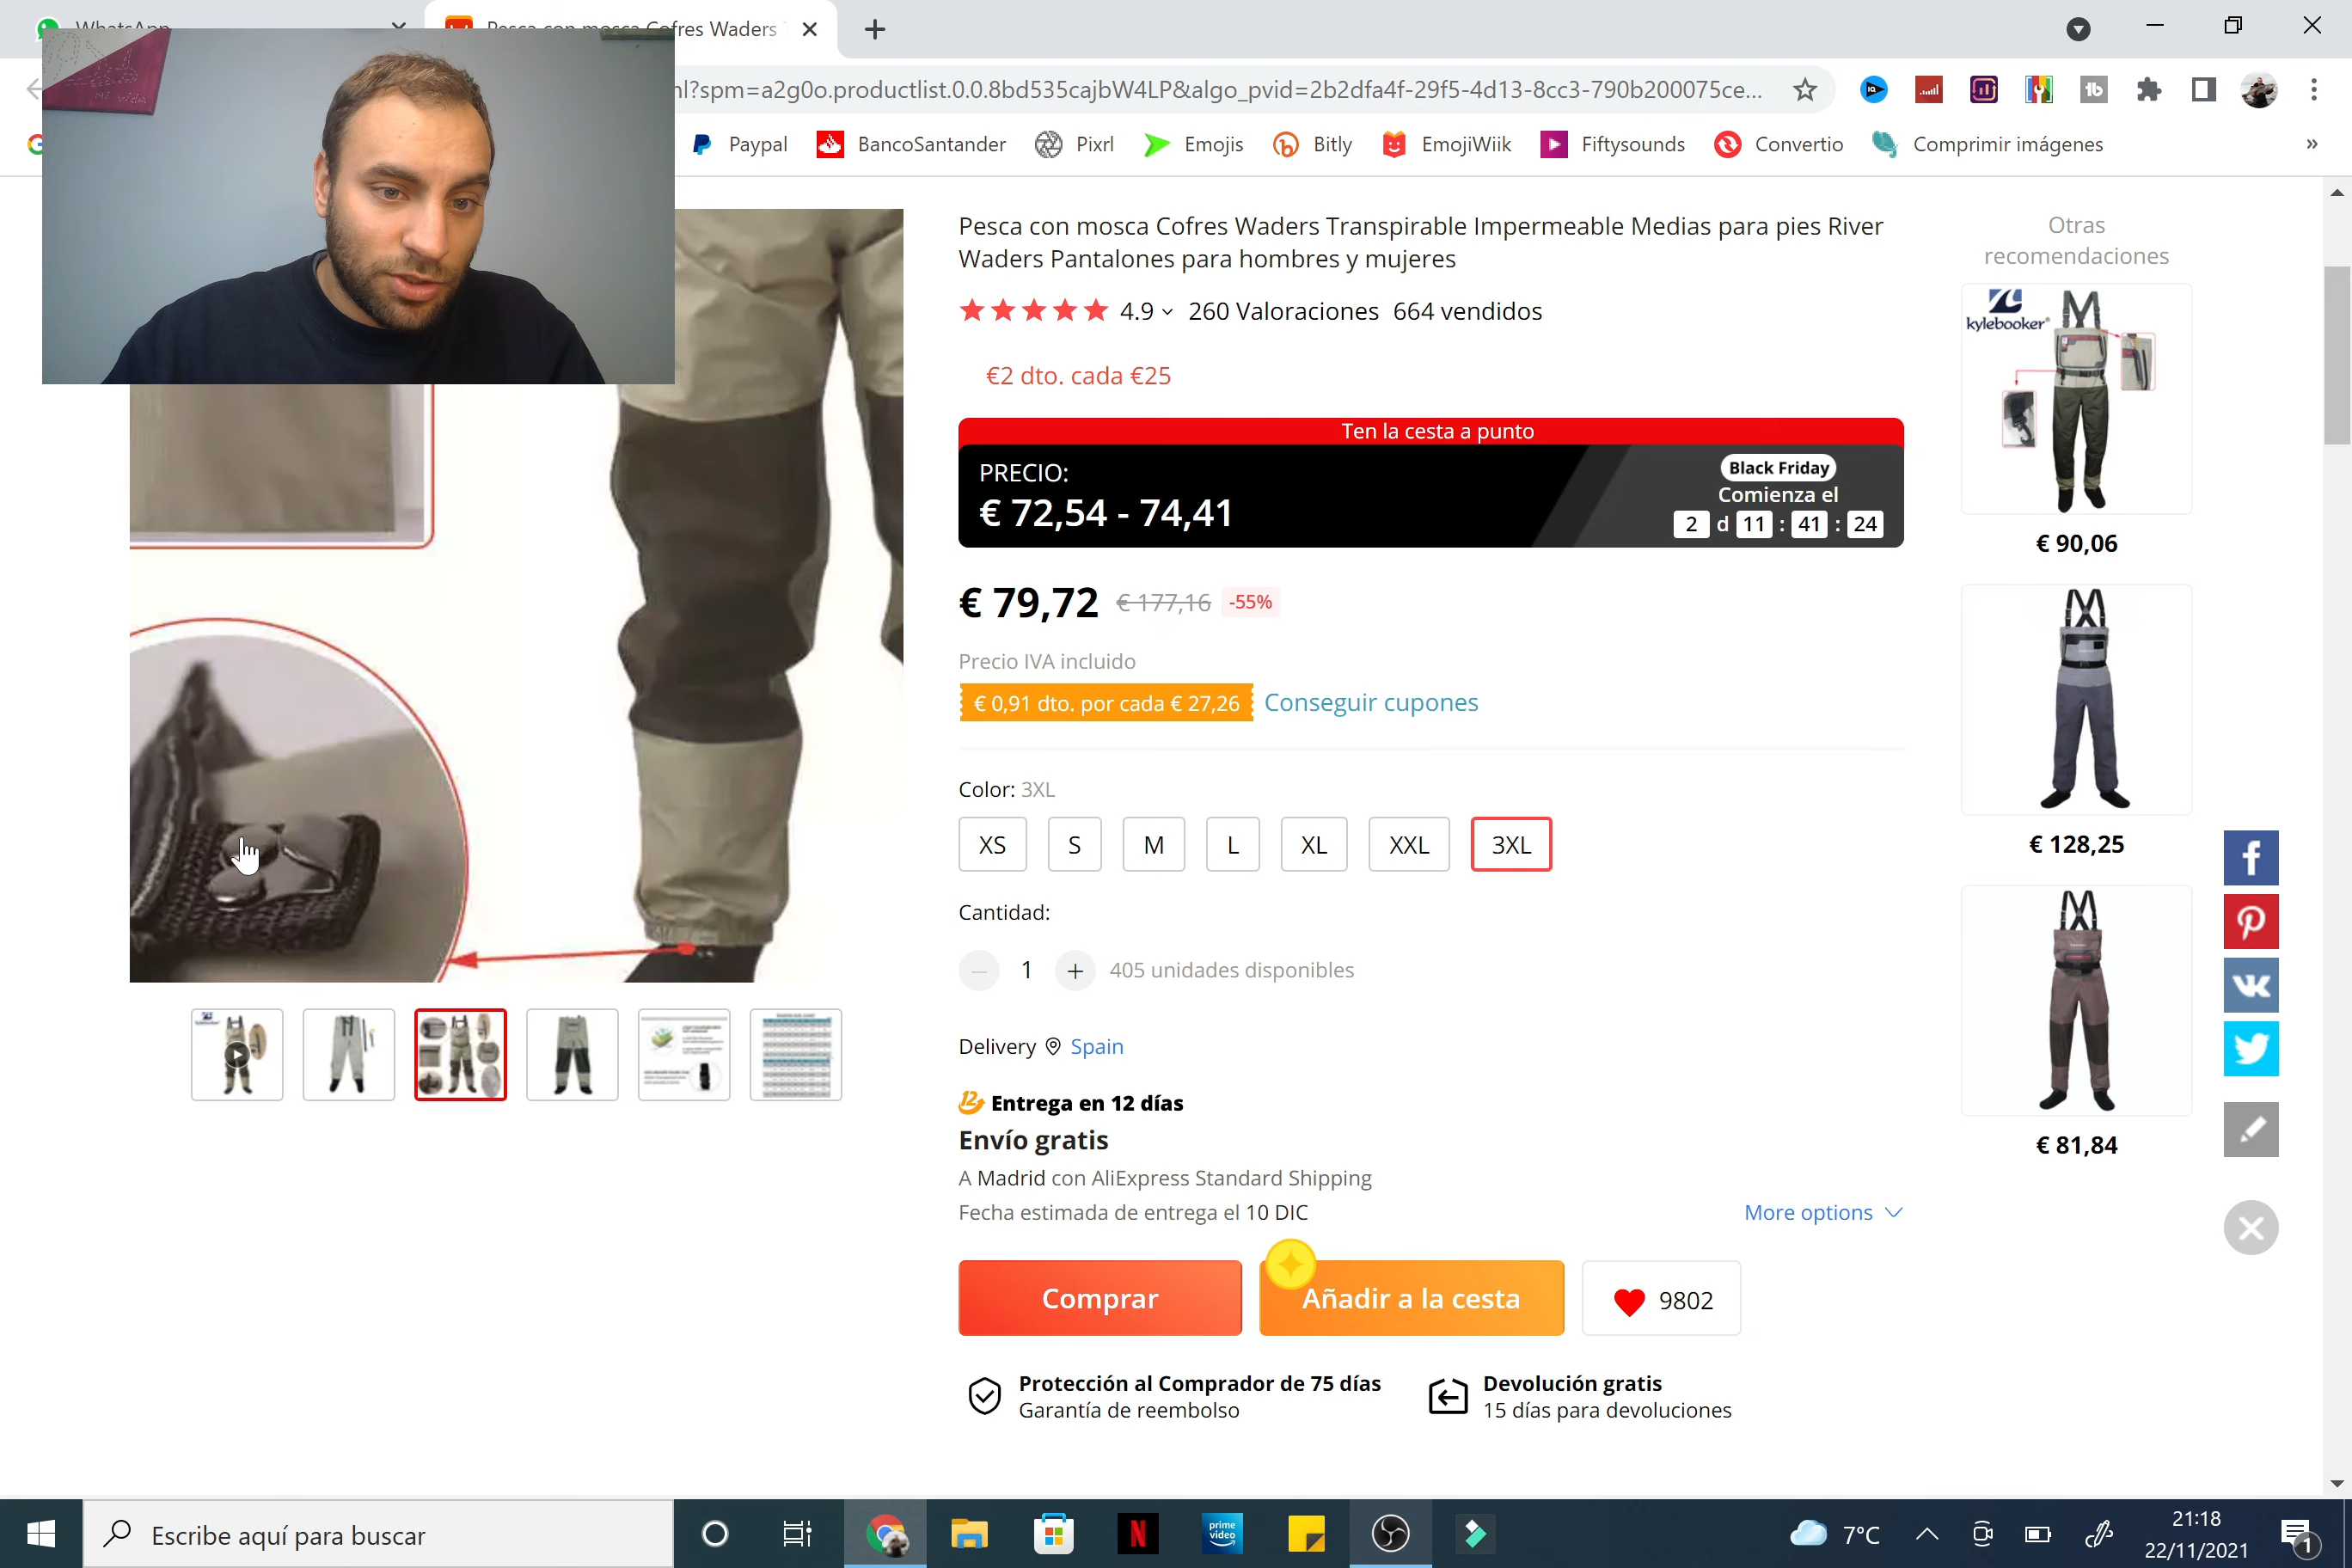 WhatsApp
Pesca con mosca Cofres Waders
nl?spm=a2g0o.productlist.0.0.8bd535cajbW4LP&algo_pvid=2b2dfa4f-29f5-4d13-8cc3-790b200075ce...
Paypal
BancoSantander
Pixrl
Emojis
Bitly
EmojiWiik
Fiftysounds
Convertio
Comprimir imágenes
»
Mi vida
Pesca con mosca Cofres Waders Transpirable Impermeable Medias para pies River
Waders Pantalones para hombres y mujeres
4.9 260 Valoraciones 664 vendidos
€2 dto. cada €25
Ten la cesta a punto
PRECIO:
€ 72,54 - 74,41
Black Friday
Comienza el
2 d 11 : 41 : 24
€ 79,72 € 177,16 -55%
Precio IVA incluido
€ 0,91 dto. por cada € 27,26 Conseguir cupones
Color: 3XL
XS S M L XL XXL 3XL
Cantidad:
1 + 405 unidades disponibles
Delivery Spain
12 Entrega en 12 días
Envío gratis
A Madrid con AliExpress Standard Shipping
Fecha estimada de entrega el 10 DIC
More options
Comprar
Añadir a la cesta
9802
Protección al Comprador de 75 días
Garantía de reembolso
Devolución gratis
15 días para devoluciones
Otras
recomendaciones
kylebooker®
€ 90,06
€ 128,25
€ 81,84
Escribe aquí para buscar
prime
video
7°C
21:18
22/11/2021
1